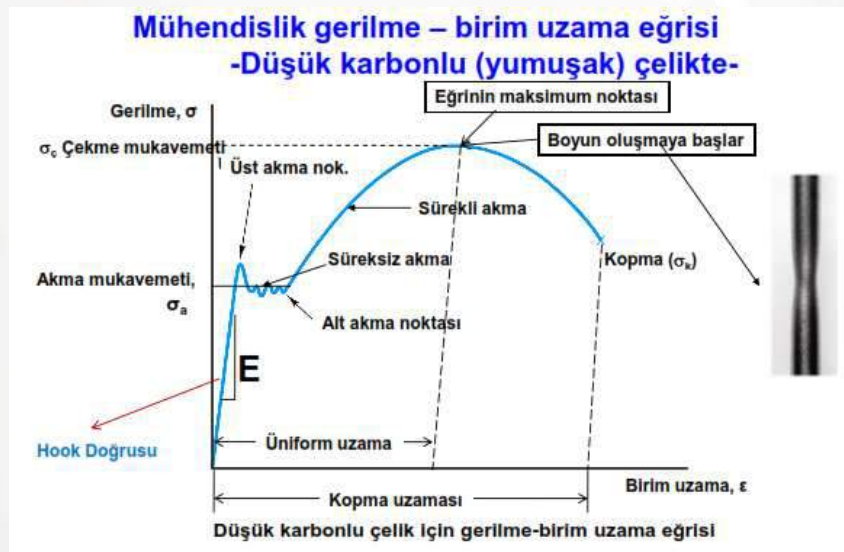 Mühendislik gerilme – birim uzama eğrisi
-Düşük karbonlu (yumuşak) çelikte-
Eğrinin maksimum noktası
Gerilme, σ
Boyun oluşmaya başlar
σç Çekme mukavemeti
Üst akma nok.
Sürekli akma
Süreksiz akma
Kopma (σk)
Akma mukavemeti,
σa
Alt akma noktası
E
Hook Doğrusu
Üniform uzama
Birim uzama, ε
Kopma uzaması
Düşük karbonlu çelik için gerilme-birim uzama eğrisi